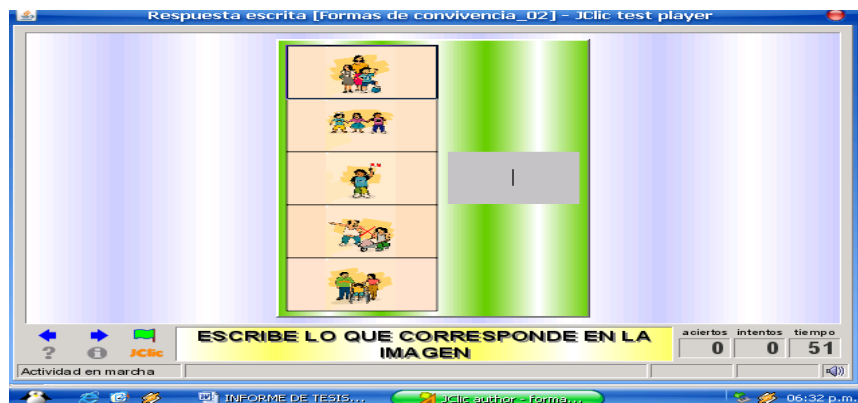 Respuesta escrita [Formas de convivencia_02] - JClic test player
ESCRIBE LO QUE CORRESPONDE EN LA
IMAGEN
aciertos intentos tiempo
0 0 51
? i JClic
Actividad en marcha
INFORME DE TESIS... JClic author - forma... 06:32 p.m.